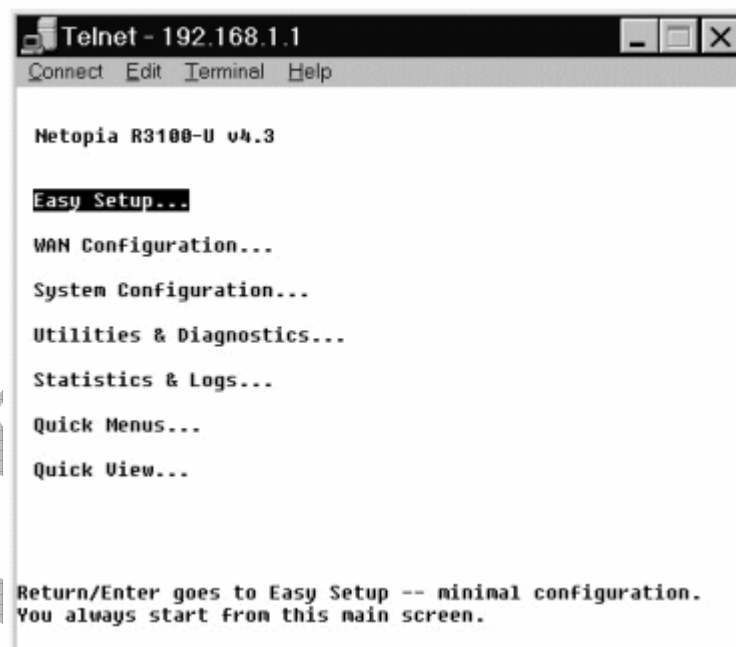 Telnet - 192.168.1.1
Connect Edit Terminal Help
Netopia R3100-U v4.3
Easy Setup...
WAN Configuration...
System Configuration...
Utilities & Diagnostics...
Statistics & Logs...
Quick Menus...
Quick View...
Return/Enter goes to Easy Setup -- minimal configuration.
You always start from this main screen.